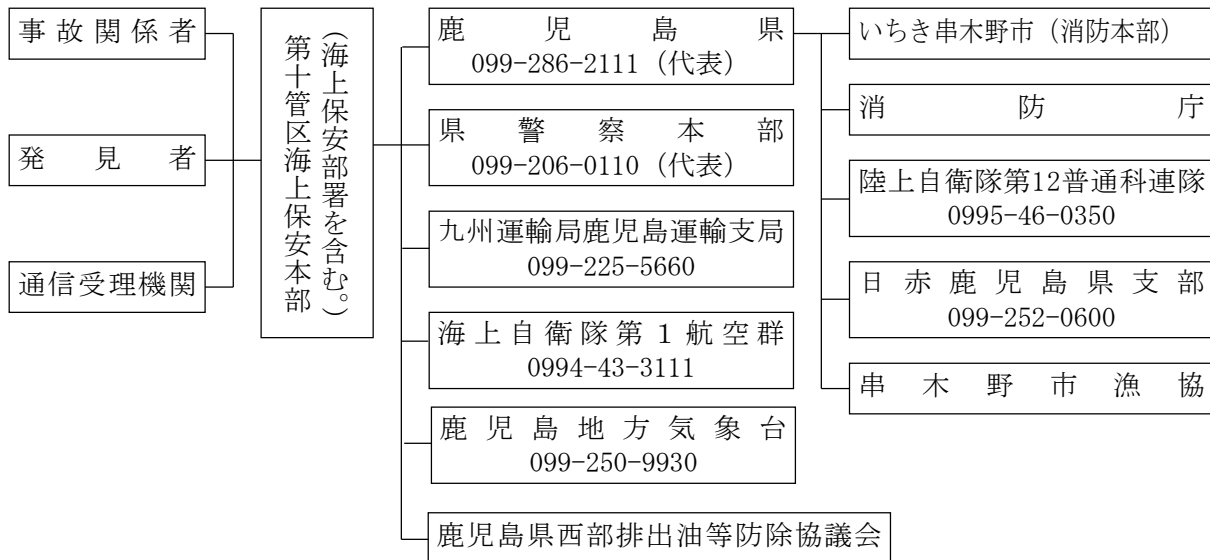 事故関係者
発見者
通信受理機関
第十管区海上保安本部
（海上保安部署を含む。）
鹿児島県
099-286-2111（代表）
県警察本部
099-206-0110（代表）
九州運輸局鹿児島運輸支局
099-225-5660
海上自衛隊第１航空群
0994-43-3111
鹿児島地方気象台
099-250-9930
鹿児島県西部排出油等防除協議会
いちき串木野市（消防本部）
消防庁
陸上自衛隊第12普通科連隊
0995-46-0350
日赤鹿児島県支部
099-252-0600
串木野市漁協